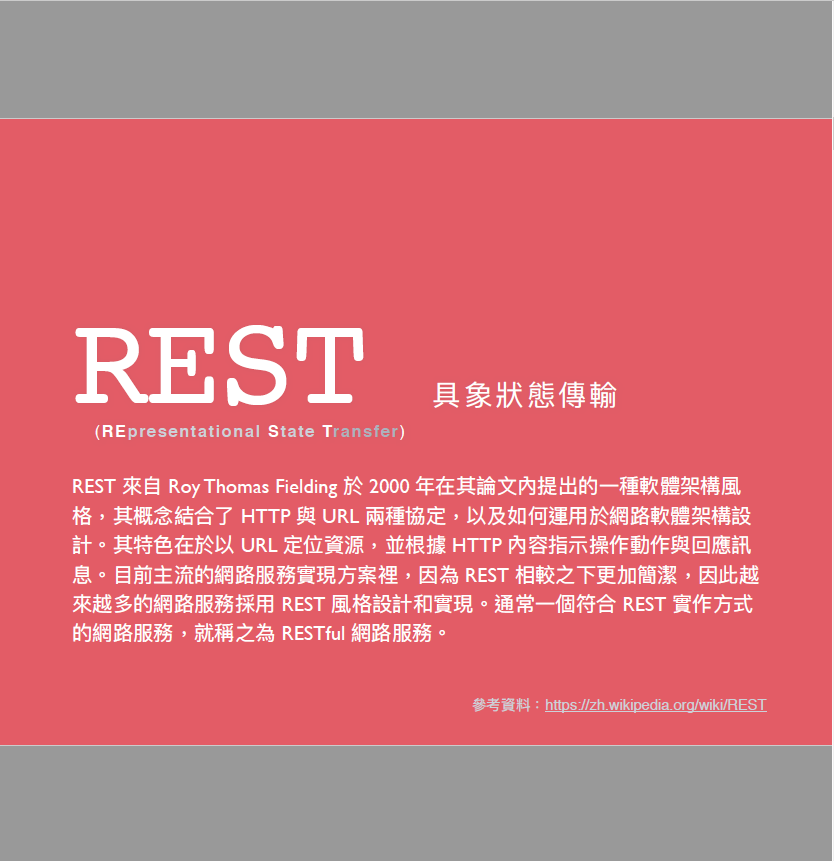 REST 具象狀態傳輸
(REpresentational State Transfer)
REST 來自 Roy Thomas Fielding 於 2000 年在其論文內提出的一種軟體架構風
格，其概念結合了 HTTP 與 URL 兩種協定，以及如何運用於網路軟體架構設
計。其特色在於以 URL 定位資源，並根據 HTTP 內容指示操作動作與回應訊
息。目前主流的網路服務實現方案裡，因為 REST 相較之下更加簡潔，因此越
來越多的網路服務採用 REST 風格設計和實現。通常一個符合 REST 實作方式
的網路服務，就稱之為 RESTful 網路服務。
參考資料：https://zh.wikipedia.org/wiki/REST